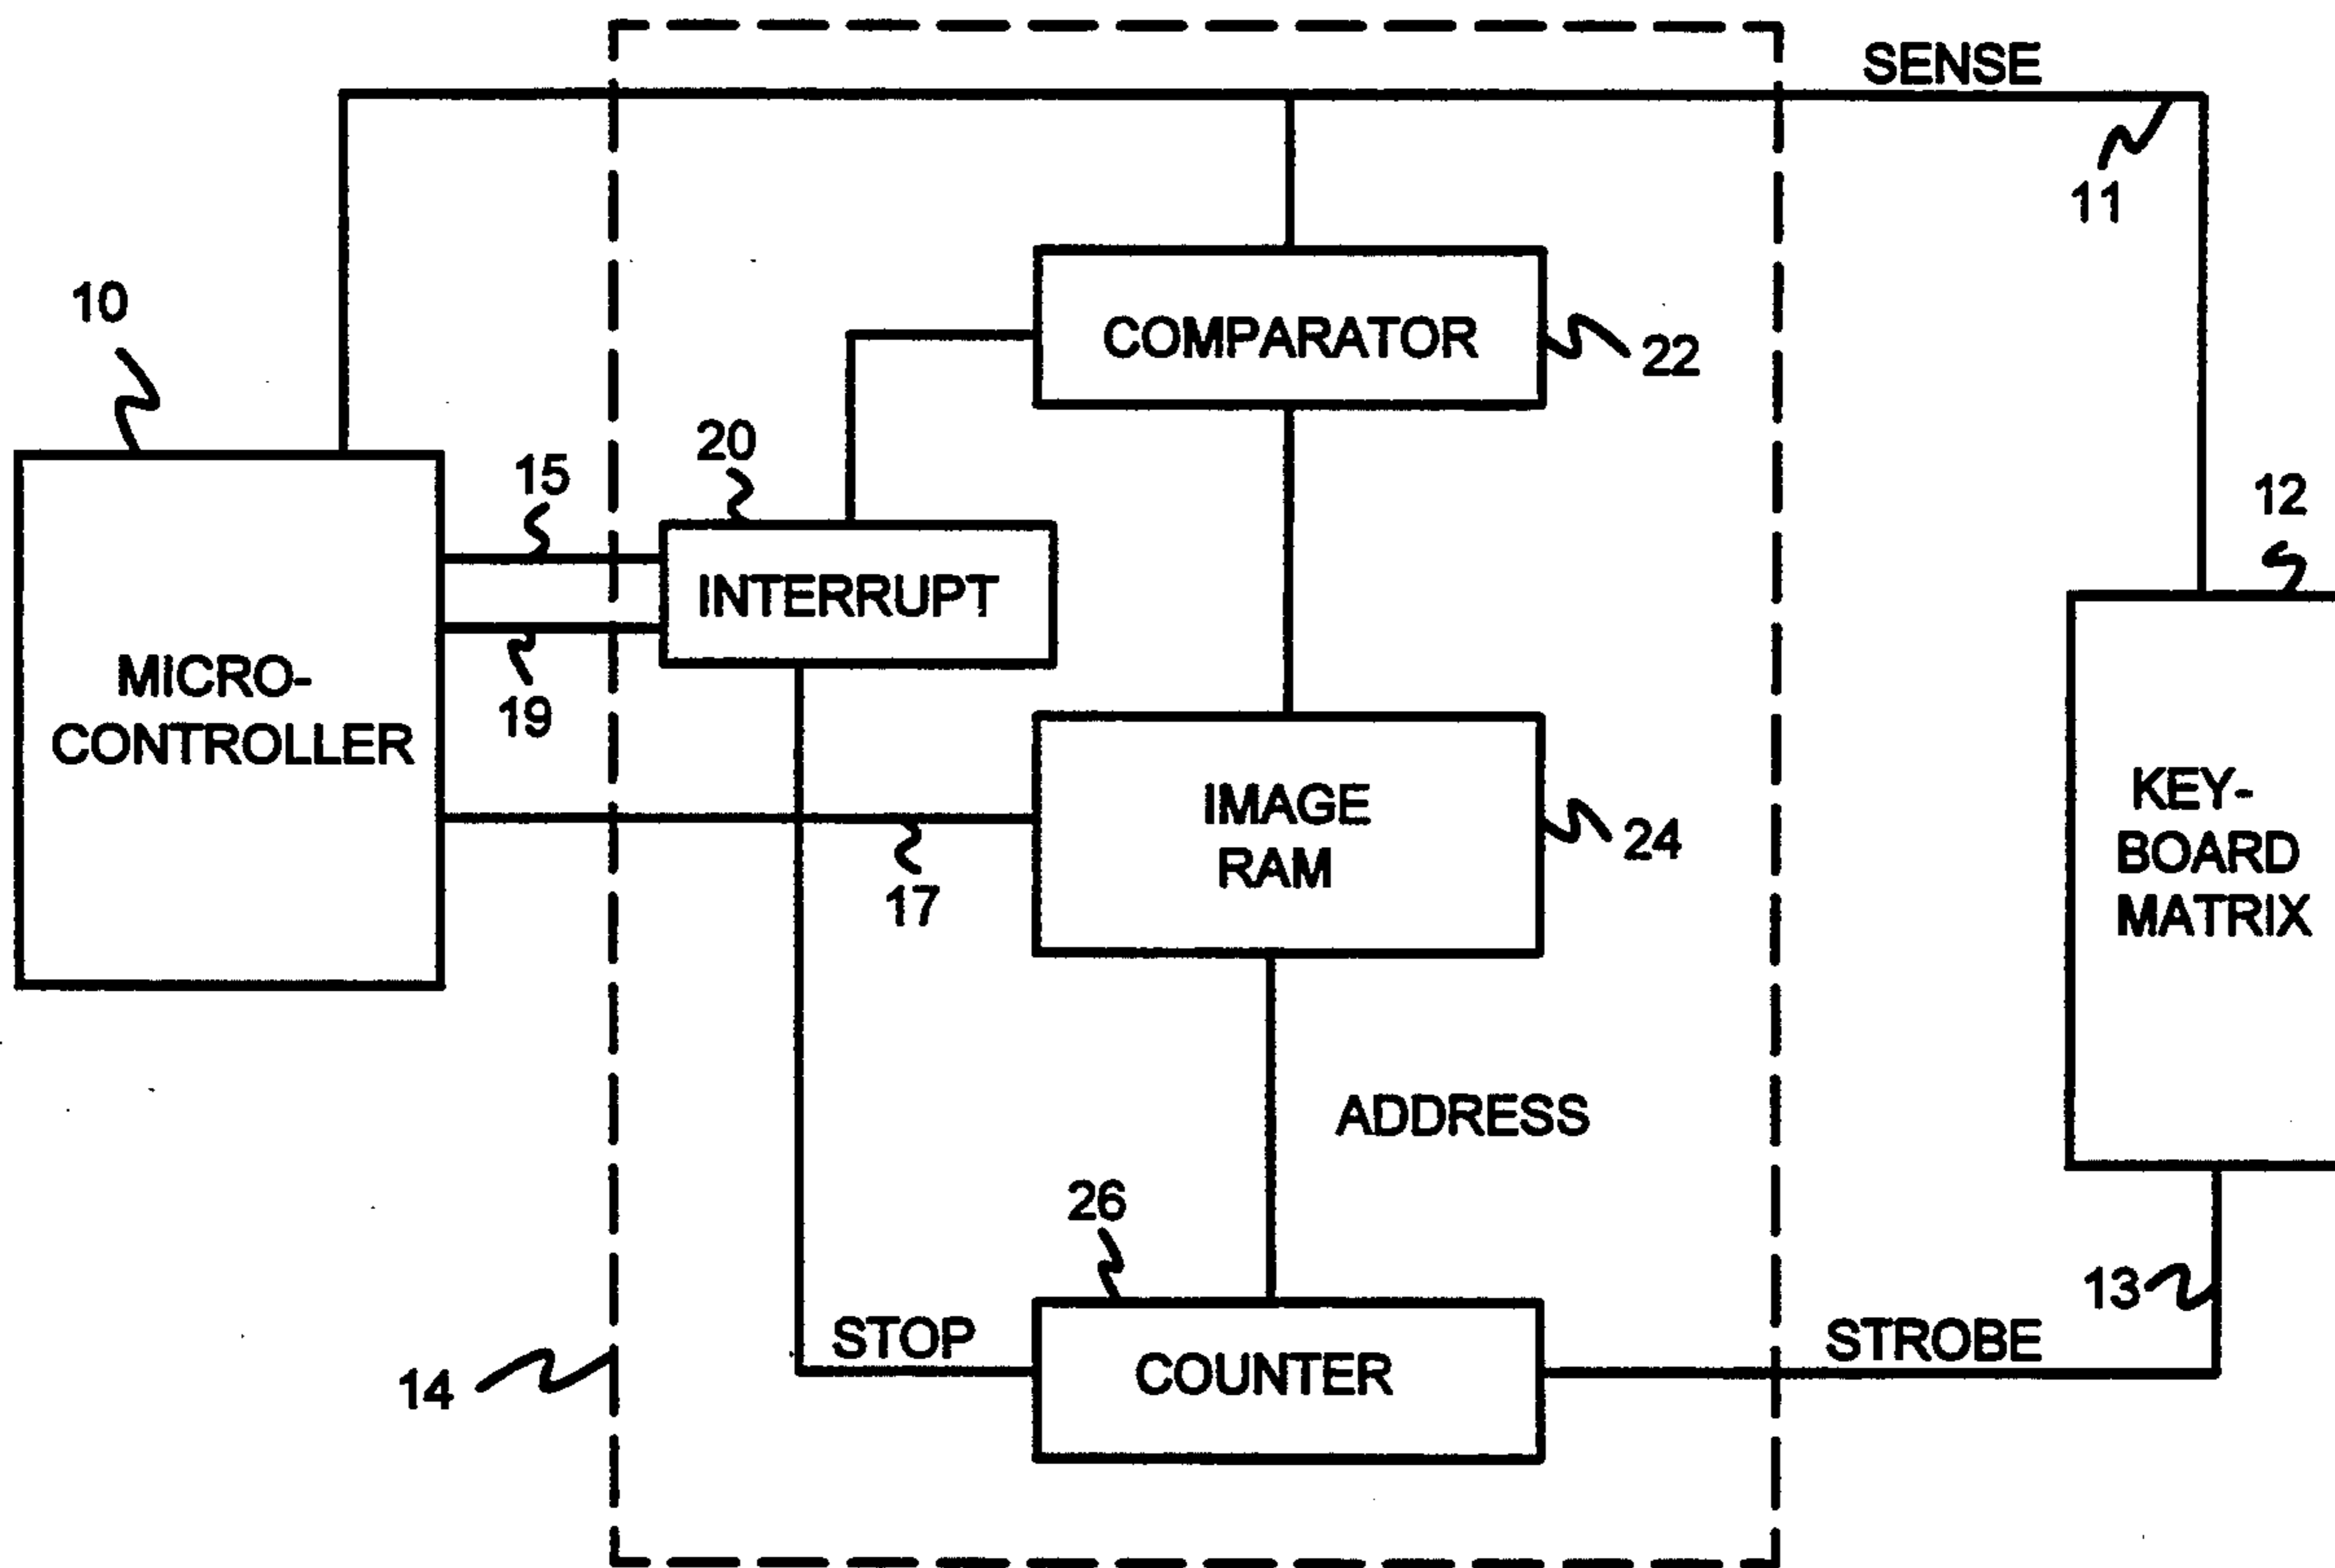 SENSE
11
10
COMPARATOR
22
20
15
12
INTERRUPT
MICRO-
CONTROLLER
19
IMAGE
RAM
24
17
KEY-
BOARD
MATRIX
ADDRESS
26
13
STOP
STROBE
COUNTER
14